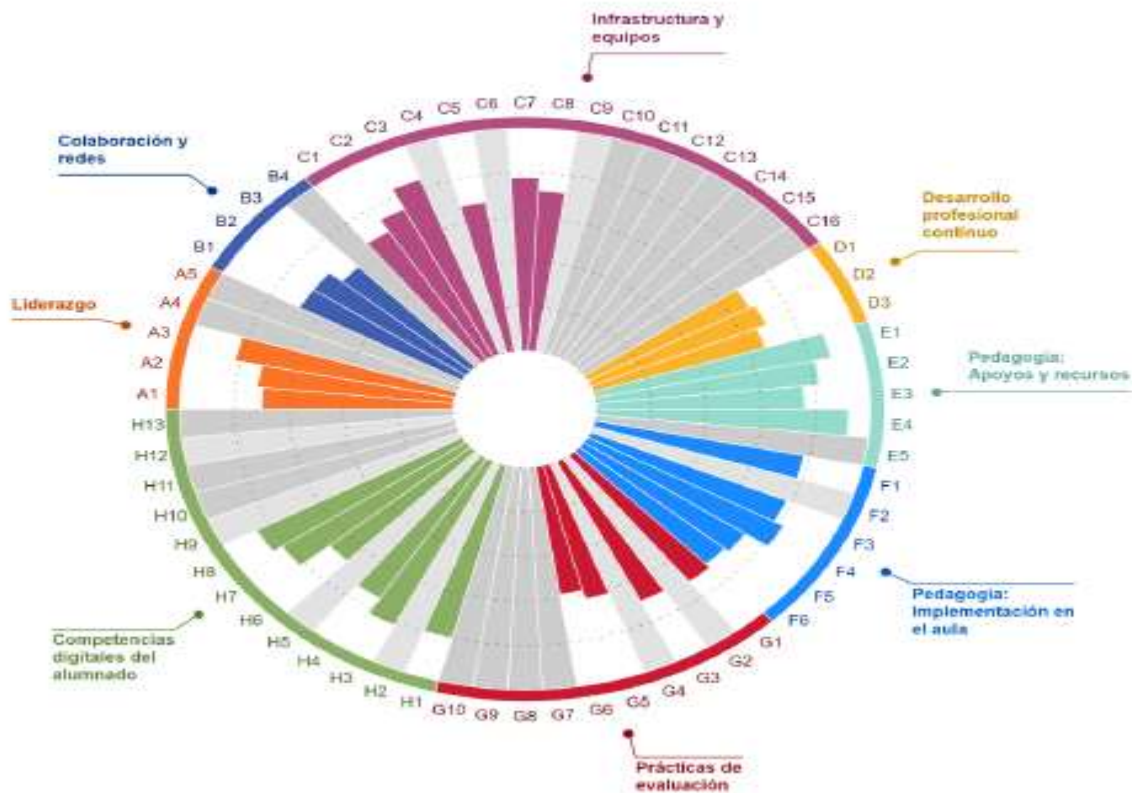 Infraestructura y
equipos
Colaboración y
redes
Desarrollo
profesional
continuo
Liderazgo
Pedagogía:
Apoyos y recursos
Pedagogía:
Implementación en
el aula
Competencias
digitales del
alumnado
Prácticas de
evaluación
A1
A2
A3
A4
A5
B1
B2
B3
B4
C1
C2
C3
C4
C5
C6
C7
C8
C9
C10
C11
C12
C13
C14
C15
C16
D1
D2
D3
E1
E2
E3
E4
E5
F1
F2
F3
F4
F5
F6
G1
G2
G3
G4
G5
G6
G7
G8
G9
G10
H1
H2
H3
H4
H5
H6
H7
H8
H9
H10
H11
H12
H13